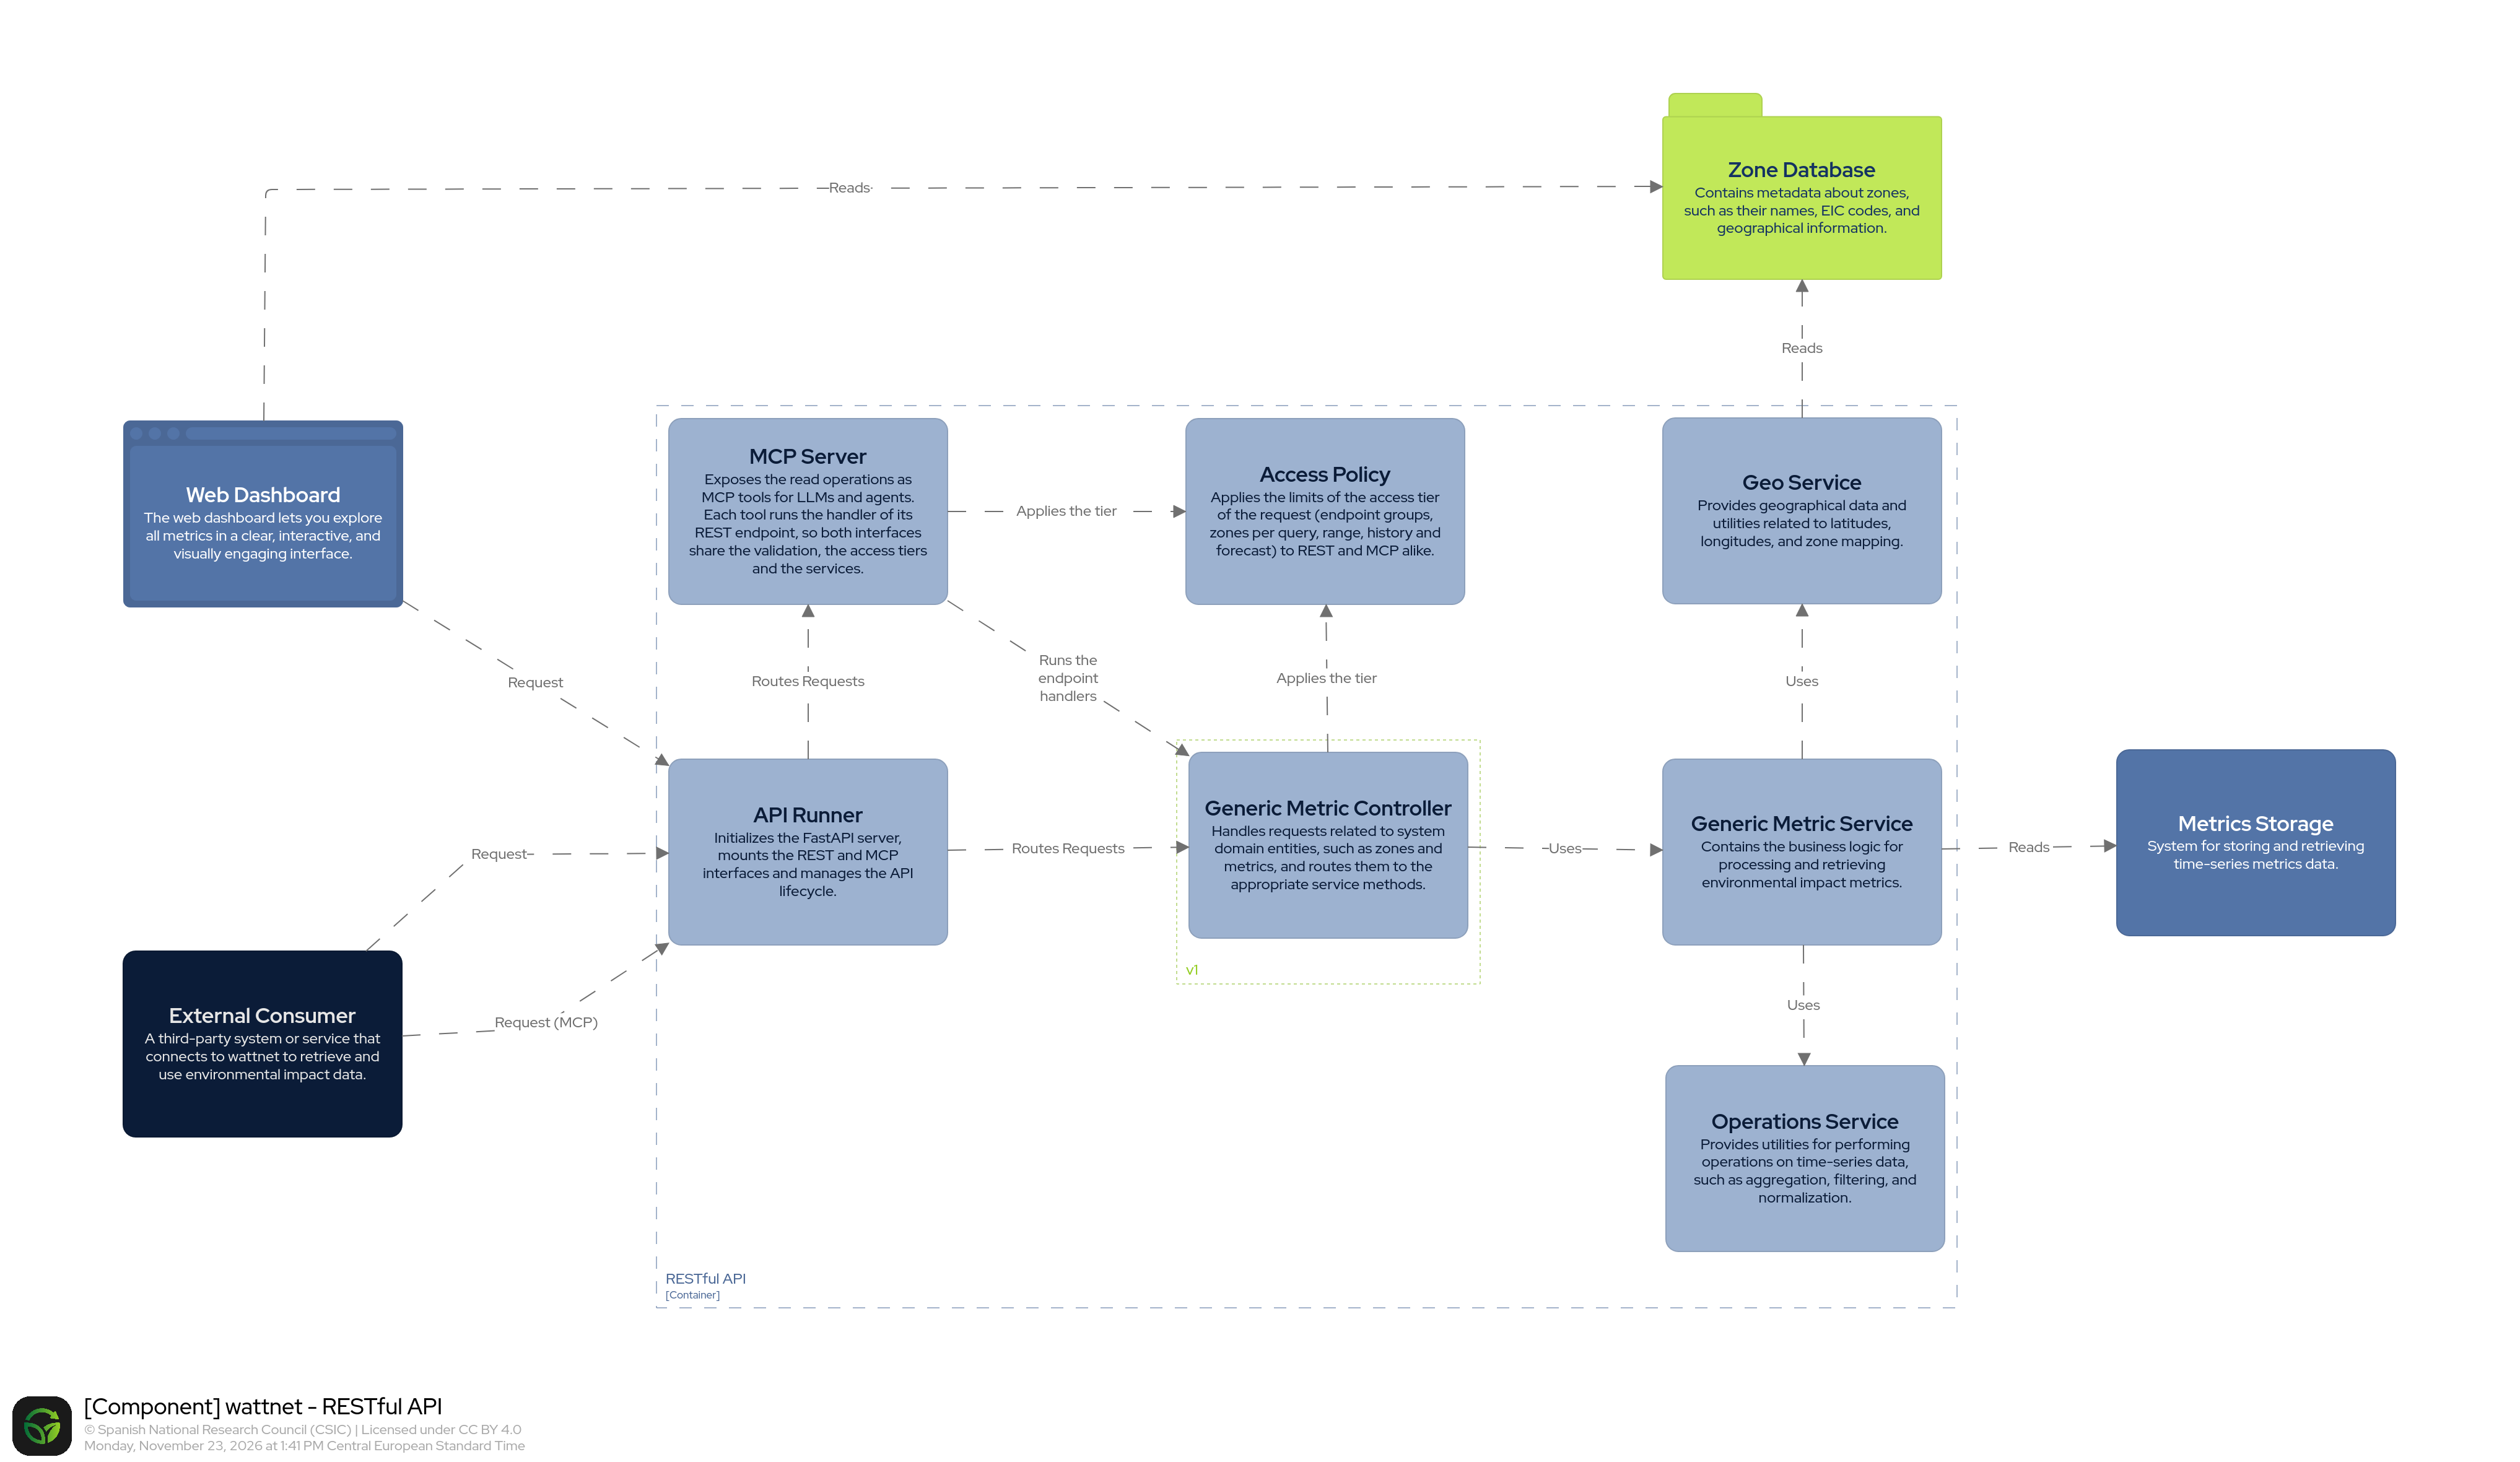 Zone Database
Contains metadata about zones,
such as their names, EIC codes, and
geographical information.
Reads
Reads
Web Dashboard
The web dashboard lets you explore
all metrics in a clear, interactive, and
visually engaging interface.
MCP Server
Exposes the read operations as
MCP tools for LLMs and agents.
Each tool runs the handler of its
REST endpoint, so both interfaces
share the validation, the access tiers
and the services.
Applies the tier
Access Policy
Applies the limits of the access tier
of the request (endpoint groups,
zones per query, range, history and
forecast) to REST and MCP alike.
Geo Service
Provides geographical data and
utilities related to latitudes,
longitudes, and zone mapping.
Request
Routes Requests
Runs the
endpoint
handlers
Applies the tier
Uses
Request
API Runner
Initializes the FastAPI server,
mounts the REST and MCP
interfaces and manages the API
lifecycle.
Routes Requests
Generic Metric Controller
Handles requests related to system
domain entities, such as zones and
metrics, and routes them to the
appropriate service methods.
v1
Uses
Generic Metric Service
Contains the business logic for
processing and retrieving
environmental impact metrics.
Reads
Metrics Storage
System for storing and retrieving
time-series metrics data.
External Consumer
A third-party system or service that
connects to wattnet to retrieve and
use environmental impact data.
Request (MCP)
Uses
Operations Service
Provides utilities for performing
operations on time-series data,
such as aggregation, filtering, and
normalization.
RESTful API
[Container]
[Component] wattnet - RESTful API
© Spanish National Research Council (CSIC) | Licensed under CC BY 4.0
Monday, November 23, 2026 at 1:41 PM Central European Standard Time